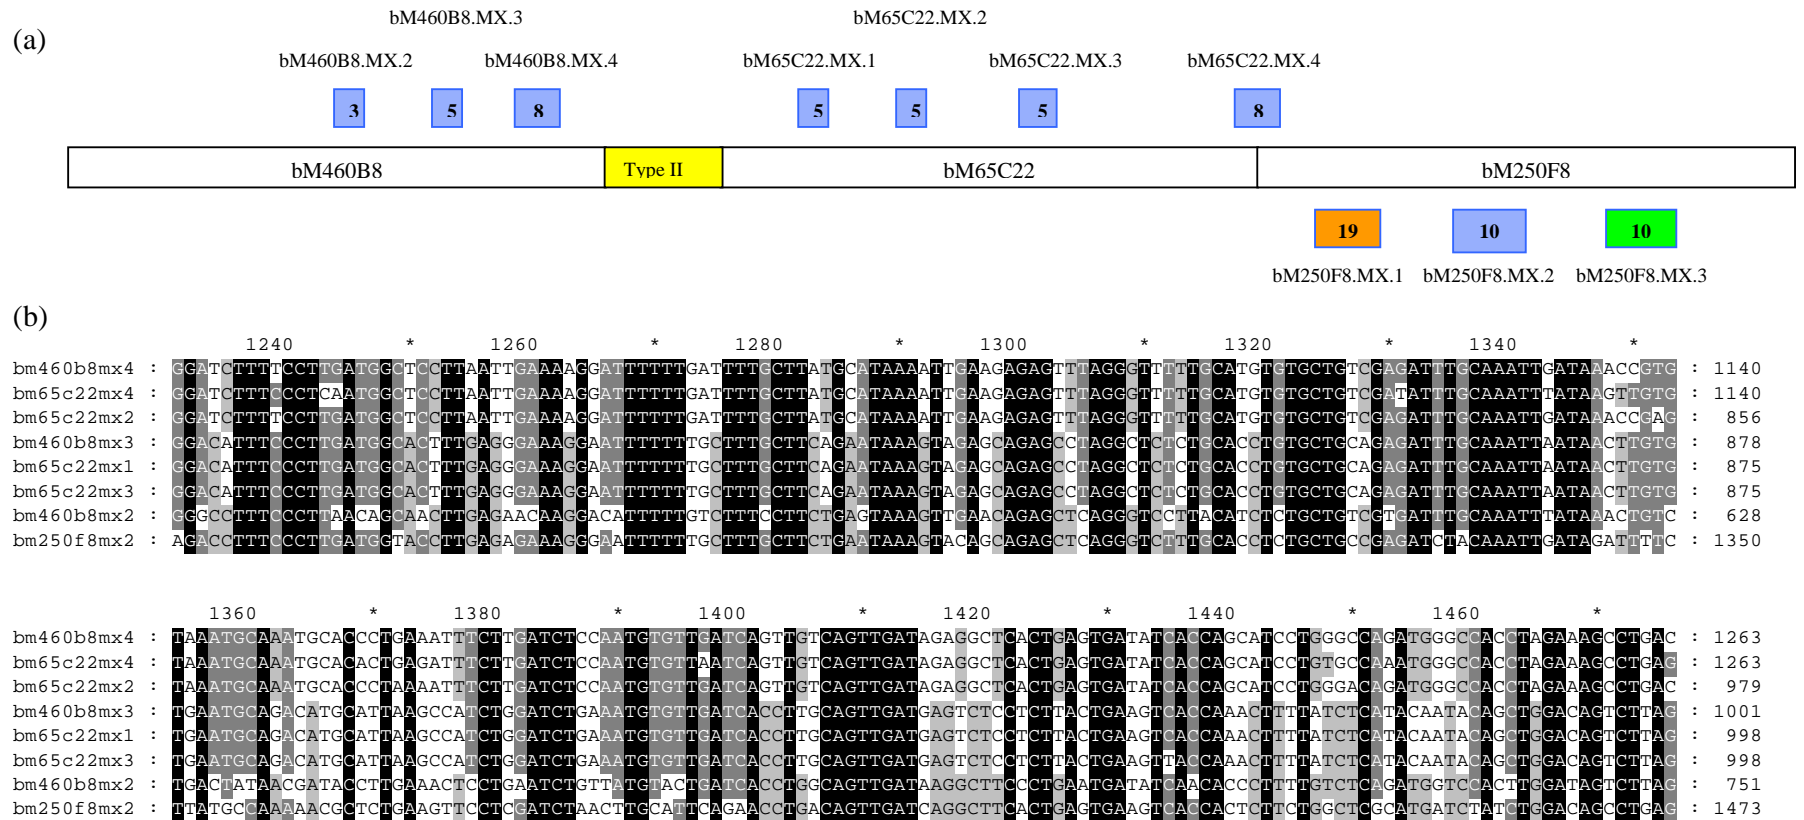 (a)
bM460B8.MX.3 bM65C22.MX.2
bM460B8.MX.2 bM460B8.MX.4 bM65C22.MX.1 bM65C22.MX.3 bM65C22.MX.4
3 5 8 5 5 5 8
bM460B8 Type II bM65C22 bM250F8
19 10 10
bM250F8.MX.1 bM250F8.MX.2 bM250F8.MX.3
(b)
1240 * 1260 * 1280 * 1300 * 1320 * 1340 *
bm460b8mx4 : GGATCTTTTCCTTGATGGCTCCTTAATTGAAAAGGATTTTTTGATTTTGCTTATGCATAAAATTGAAGAGAGTTTAGGGTTTTTGCATGTGTGCTGTCGAGATTTGCAAATTGATAAACCGTG : 1140
bm65c22mx4 : GGATCTTTCCCTCAATGGCTCCTTAATTGAAAAGGATTTTTTGATTTTGCTTATGCATAAAATTGAAGAGAGTTTAGGGTTTTTGCATGTGTGCTGTCGATATTTGCAAATTTATAAGTTGTG : 1140
bm65c22mx2 : GGATCTTTTCCTTGATGGCTCCTTAATTGAAAAGGATTTTTTGATTTTGCTTATGCATAAAATTGAAGAGAGTTTAGGGTTTTTGCATGTGTGCTGTCGAGATTTGCAAATTGATAAACCGAG : 856
bm460b8mx3 : GGACATTTCCCTTGATGGCACTTTGAGGGAAAGGAATTTTTTTGCTTTGCTTCAGAATAAAGTAGAGCAGAGCCTAGGCTCTCTGCACCTGTGCTGCAGAGATTTGCAAATTAATAACTTGTG : 878
bm65c22mx1 : GGACATTTCCCTTGATGGCACTTTGAGGGAAAGGAATTTTTTTGCTTTGCTTCAGAATAAAGTAGAGCAGAGCCTAGGCTCTCTGCACCTGTGCTGCAGAGATTTGCAAATTAATAACTTGTG : 875
bm65c22mx3 : GGACATTTCCCTTGATGGCACTTTGAGGGAAAGGAATTTTTTTGCTTTGCTTCAGAATAAAGTAGAGCAGAGCCTAGGCTCTCTGCACCTGTGCTGCAGAGATTTGCAAATTAATAACTTGTG : 875
bm460b8mx2 : GGGCCTTTCCCTTAACAGCAACTTGAGAACAAGGACATTTTTGTCTTTCCTTCTGAGTAAAGTTGAACAGAGCTCAGGGTCCTTACATCTCTGCTGTCGTGATTTGCAAATTTATAAACTGTC : 628
bm250f8mx2 : AGACCTTTCCCTTGATGGTACCTTGAGAGAAAGGGAATTTTTTGCTTTGCTTCTGAATAAAGTACAGCAGAGCTCAGGGTCTTTGCACCTCTGCTGCCGAGATCTACAAATTGATAGATTTTC : 1350
1360 * 1380 * 1400 * 1420 * 1440 * 1460 *
bm460b8mx4 : TAAATGCAAATGCACCCTGAAATTTCTTGATCTCCAATGTGTTGATCAGTTGTCAGTTGATAGAGGCTCACTGAGTGATATCACCAGCATCCTGGGCCAGATGGGCCACCTAGAAAGCCTGAC : 1263
bm65c22mx4 : TAAATGCAAATGCACACTGAGATTTCTTGATCTCCAATGTGTTAATCAGTTGTCAGTTGATAGAGGCTCACTGAGTGATATCACCAGCATCCTGTGCCAAATGGGCCACCTAGAAAGCCTGAG : 1263
bm65c22mx2 : TAAATGCAAATGCACCCTAAAATTTCTTGATCTCCAATGTGTTGATCAGTTGTCAGTTGATAGAGGCTCACTGAGTGATATCACCAGCATCCTGGGACAGATGGGCCACCTAGAAAGCCTGAC : 979
bm460b8mx3 : TGAATGCAGACATGCATTAAGCCATCTGGATCTGAAATGTGTTGATCACCTTGCAGTTGATGAGTCTCCTCTTACTGAAGTCACCAAACTTTTATCTCATACAATACAGCTGGACAGTCTTAG : 1001
bm65c22mx1 : TGAATGCAGACATGCATTAAGCCATCTGGATCTGAAATGTGTTGATCACCTTGCAGTTGATGAGTCTCCTCTTACTGAAGTCACCAAACTTTTATCTCATACAATACAGCTGGACAGTCTTAG : 998
bm65c22mx3 : TGAATGCAGACATGCATTAAGCCATCTGGATCTGAAATGTGTTGATCACCTTGCAGTTGATGAGTCTCCTCTTACTGAAGTTACCAAACTTTTATCTCATACAATACAGCTGGACAGTCTTAG : 998
bm460b8mx2 : TGACTATAACGATACCTTGAAACTCCTGAATCTGTTATGTACTGATCACCTGGCAGTTGATAAGGCTTCCCTGAATGATATCAACACCCTTTTGTCTCAGATGGTCCACTTGGATAGTCTTAG : 751
bm250f8mx2 : TTATGCCAAAAACGCTCTGAAGTTCCTCGATCTAACTTGCATTCAGAACCTGACAGTTGATCAGGCTTCACTGAGTGAAGTCACCACTCTTCTGGCTCGCATGATCTATCTGGACAGCCTGAG : 1473